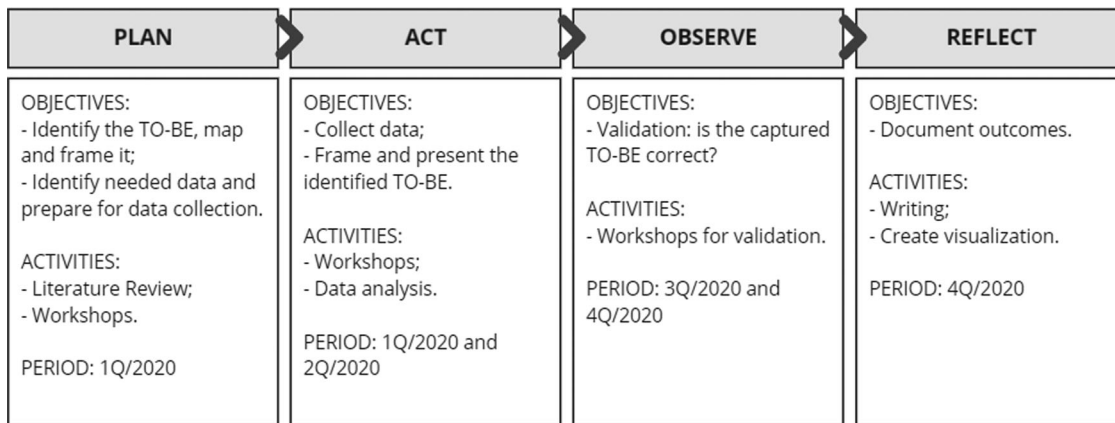 PLAN
OBJECTIVES:
- Identify the TO-BE, map
and frame it;
- Identify needed data and
prepare for data collection.
ACTIVITIES:
- Literature Review;
- Workshops.
PERIOD: 1Q/2020
ACT
OBJECTIVES:
- Collect data;
- Frame and present the
identified TO-BE.
ACTIVITIES:
- Workshops;
- Data analysis.
PERIOD: 1Q/2020 and
2Q/2020
OBSERVE
OBJECTIVES:
- Validation: is the captured
TO-BE correct?
ACTIVITIES:
- Workshops for validation.
PERIOD: 3Q/2020 and
4Q/2020
REFLECT
OBJECTIVES:
- Document outcomes.
ACTIVITIES:
- Writing;
- Create visualization.
PERIOD: 4Q/2020